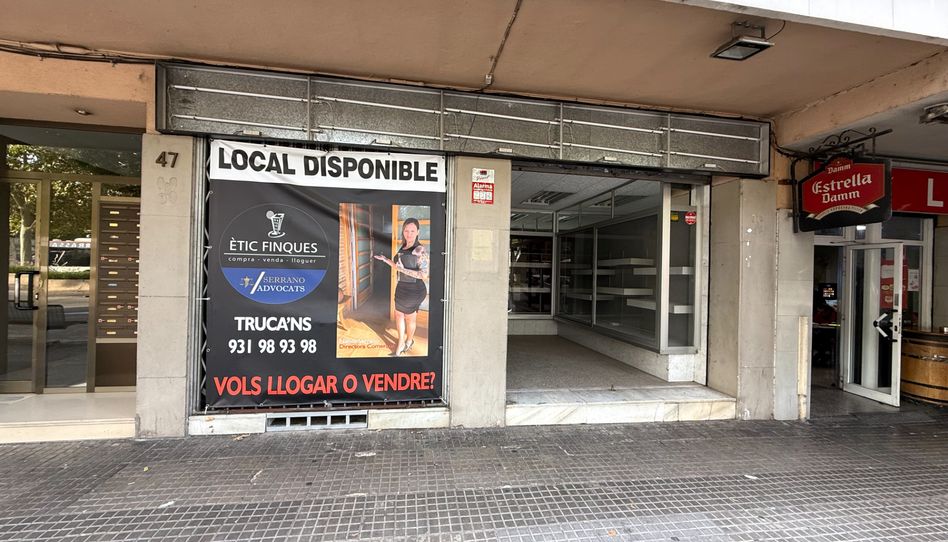 47
LOCAL DISPONIBLE
ÈTIC FINQUES
compra · venda · lloguer
SERRANO
ADVOCATS
TRUCA'NS
931 98 93 98
Directora
VOLS LLOGAR O VENDRE?
Alarma
Damm
Estrella
Damm
L